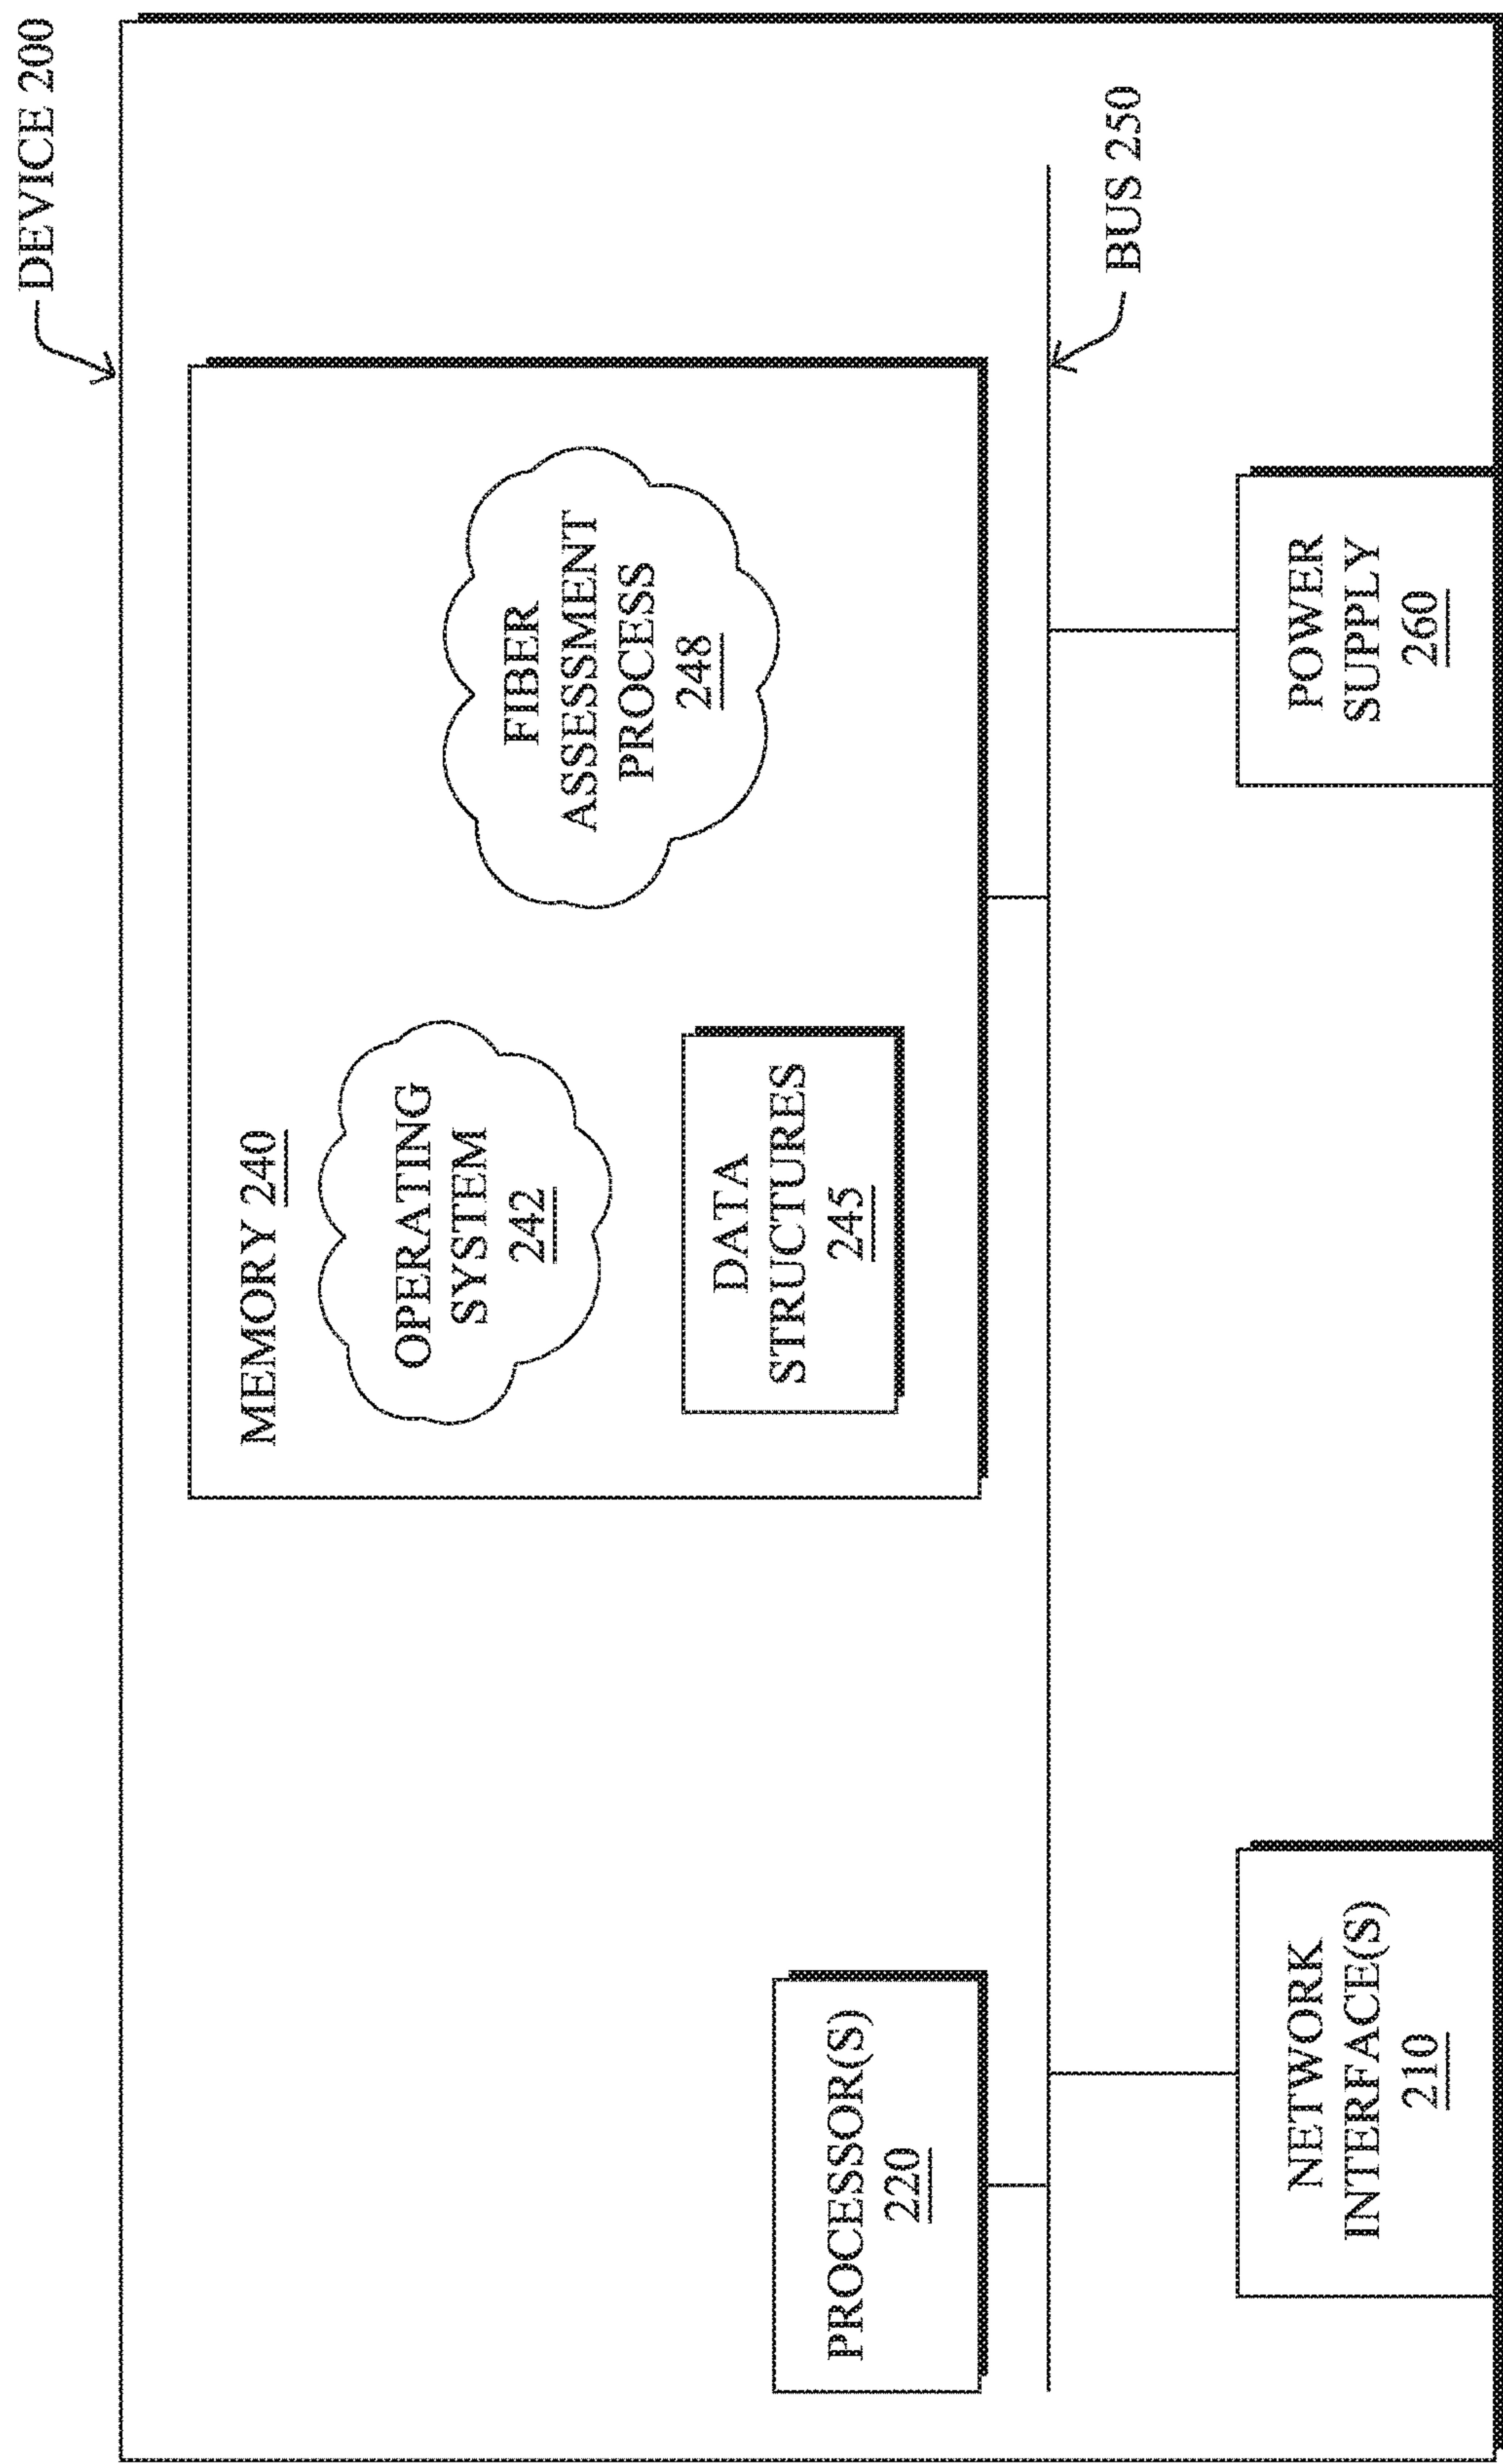 DEVICE 200
MEMORY 240
OPERATING
SYSTEM
242
FIBER
ASSESSMENT
PROCESS
248
DATA
STRUCTURES
245
PROCESSOR(S)
220
BUS 250
NETWORK
INTERFACE(S)
210
POWER
SUPPLY
260